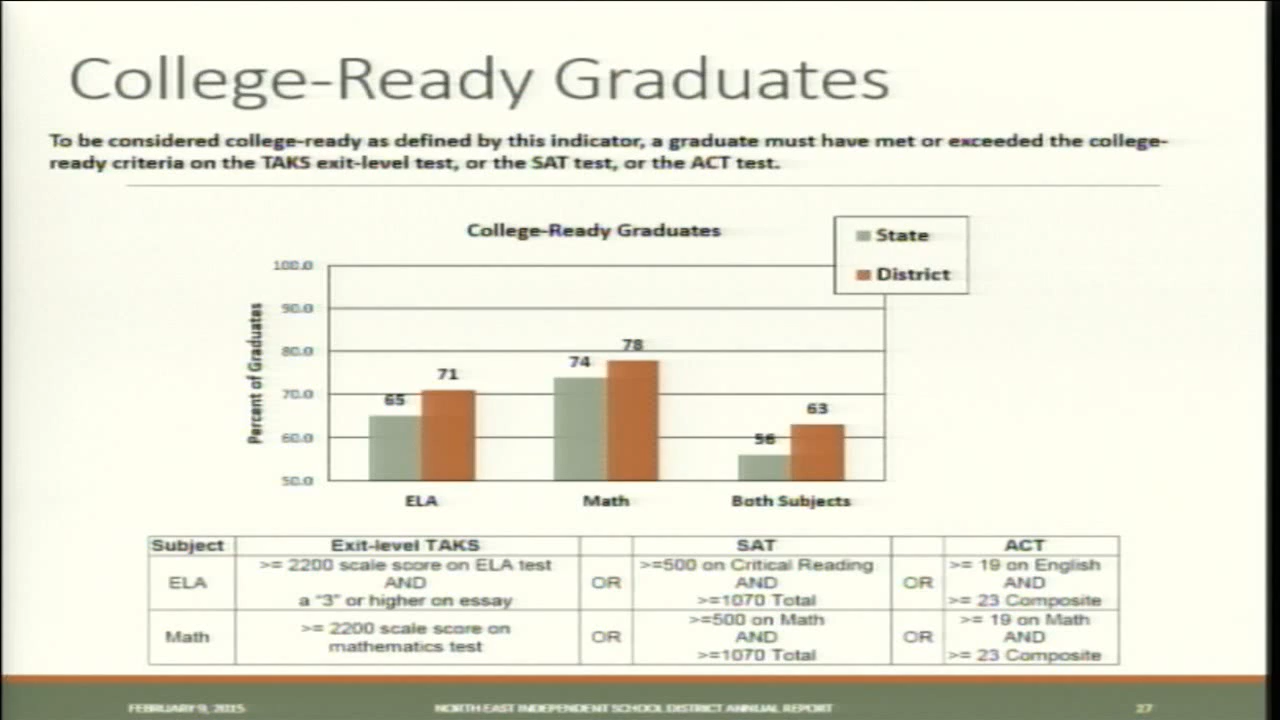 College-Ready Graduates
To be considered college-ready as defined by this indicator, a graduate must have met or exceeded the college-
ready criteria on the TAKS exit-level test, or the SAT test, or the ACT test.
College-Ready Graduates
State
District
100.0
90.0
80.0
70.0
60.0
50.0
Percent of Graduates
65
71
74
78
56
63
ELA
Math
Both Subjects
Subject Exit-level TAKS SAT ACT
ELA
>= 2200 scale score on ELA test
AND
a "3" or higher on essay
OR
>=500 on Critical Reading
AND
>=1070 Total
OR
>= 19 on English
AND
>= 23 Composite
Math
>= 2200 scale score on
mathematics test
OR
>=500 on Math
AND
>=1070 Total
OR
>= 19 on Math
AND
>= 23 Composite
FEBRUARY 9, 2015
NORTH EAST INDEPENDENT SCHOOL DISTRICT ANNUAL REPORT
27